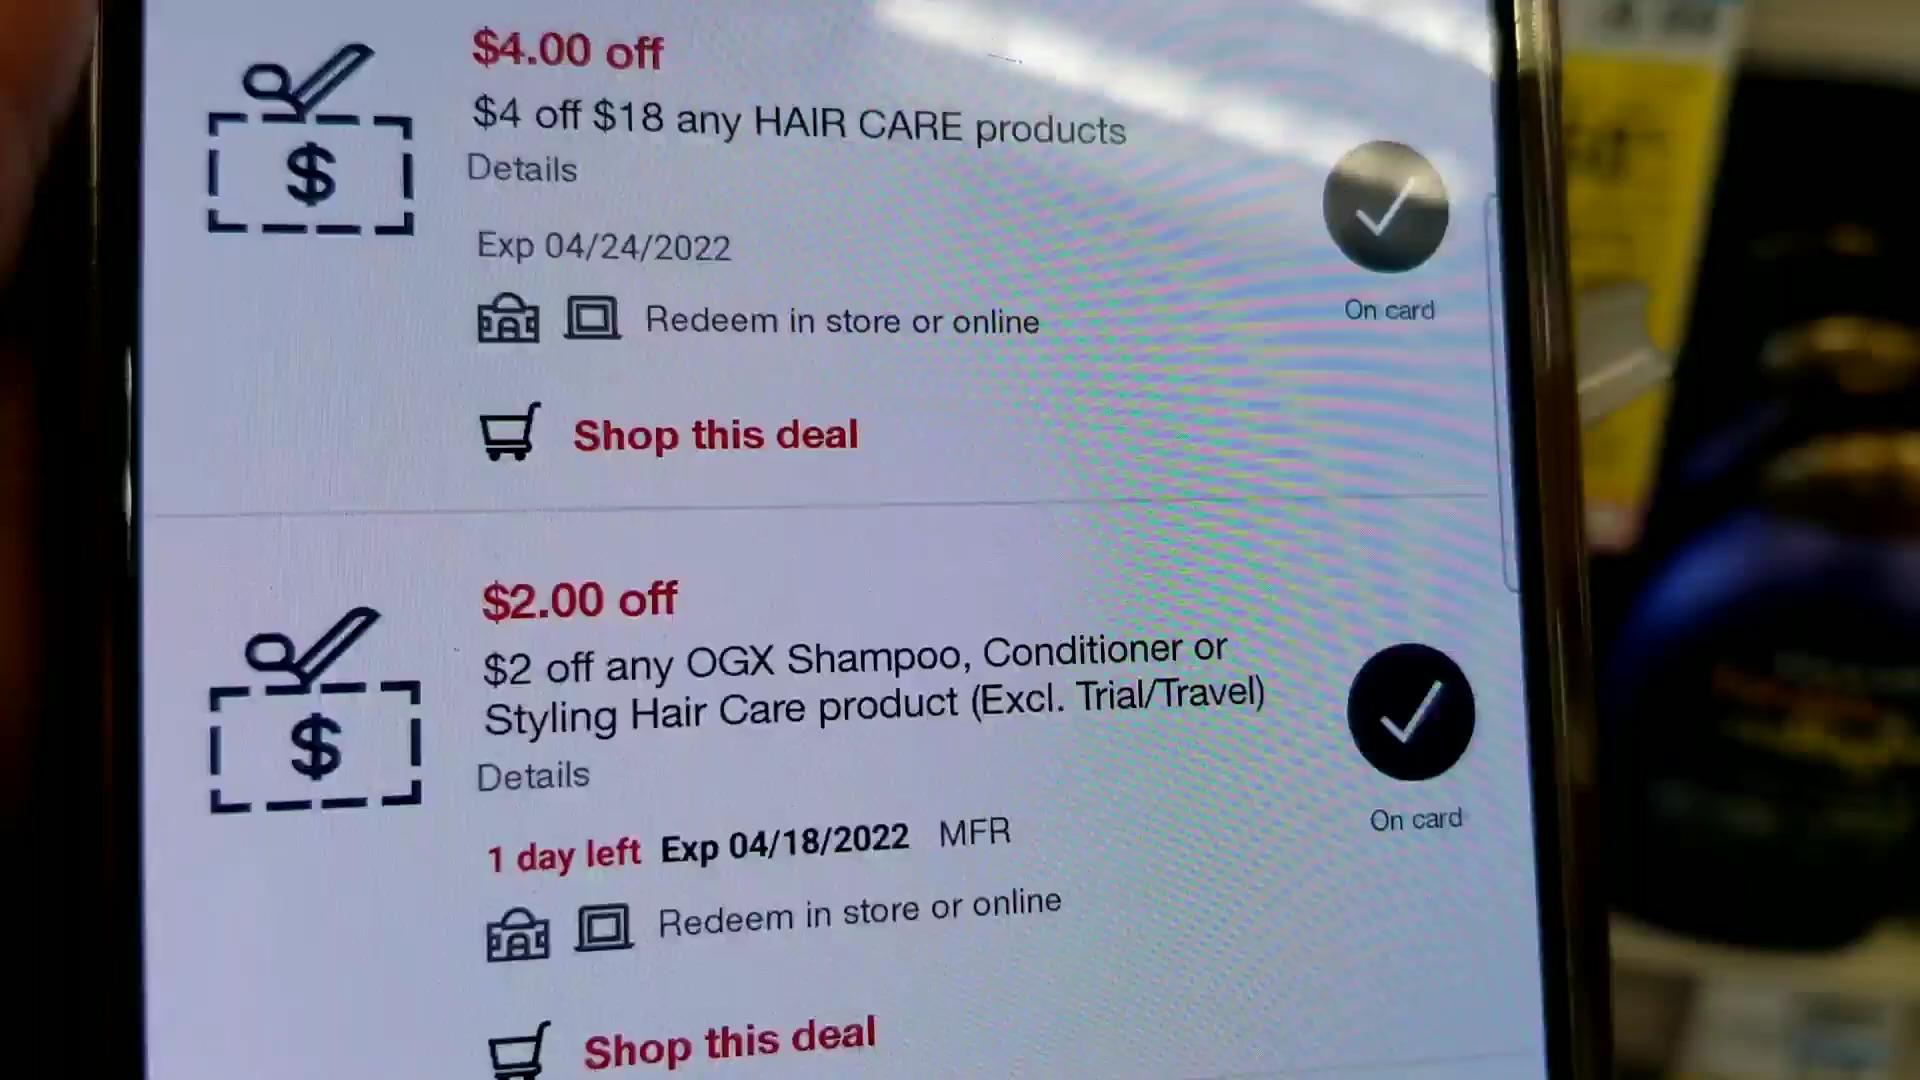 $4.00 off
$4 off $18 any HAIR CARE products
Details
Exp 04/24/2022
Redeem in store or online
On card
Shop this deal
$2.00 off
$2 off any OGX Shampoo, Conditioner or
Styling Hair Care product (Excl. Trial/Travel)
Details
1 day left Exp 04/18/2022 MFR
On card
Redeem in store or online
Shop this deal